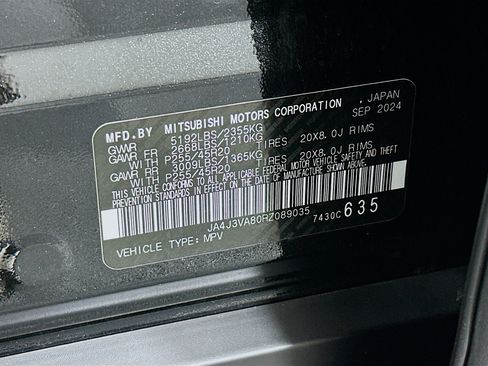 MFD.BY MITSUBISHI MOTORS CORPORATION, JAPAN
GVWR 5192LBS/2355KG SEP 2024
GAWR FR 2668LBS/1210KG
WITH P255/45R20 TIRES 20X8.0J RIMS
GAWR RR 3009LBS/1365KG
WITH P255/45R20 TIRES 20X8.0J RIMS
THIS VEHICLE CONFORMS TO ALL APPLICABLE FEDERAL MOTOR VEHICLE SAFETY, BUMPER, AND THEFT
PREVENTION STANDARDS IN EFFECT ON THE DATE OF MANUFACTURE SHOWN ABOVE.
JA4J3VA80RZ089035
7430C 635
VEHICLE TYPE: MPV